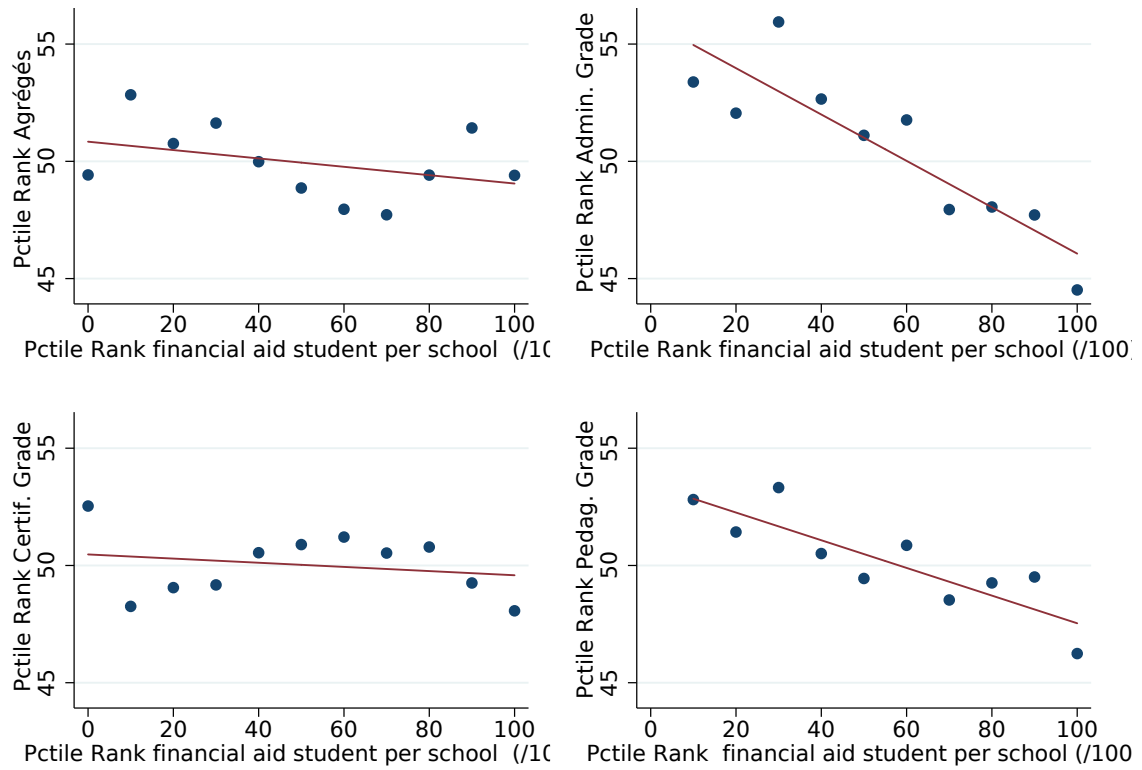 Pctile Rank Agrégés
55
50
45
0 20 40 60 80 100
Pctile Rank financial aid student per school (/10
Pctile Rank Admin. Grade
55
50
45
0 20 40 60 80 100
Pctile Rank financial aid student per school (/100)
Pctile Rank Certif. Grade
55
50
45
0 20 40 60 80 100
Pctile Rank financial aid student per school (/10
Pctile Rank Pedag. Grade
55
50
45
0 20 40 60 80 100
Pctile Rank financial aid student per school (/100